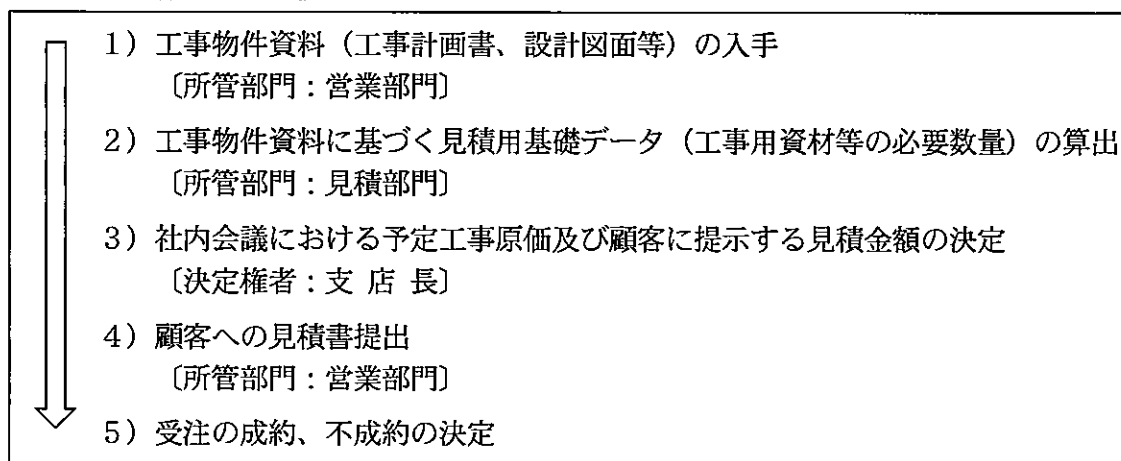 1）工事物件資料（工事計画書、設計図面等）の入手
〔所管部門：営業部門〕
2）工事物件資料に基づく見積用基礎データ（工事用資材等の必要数量）の算出
〔所管部門：見積部門〕
3）社内会議における予定工事原価及び顧客に提示する見積金額の決定
〔決定権者：支 店 長〕
4）顧客への見積書提出
〔所管部門：営業部門〕
5）受注の成約、不成約の決定